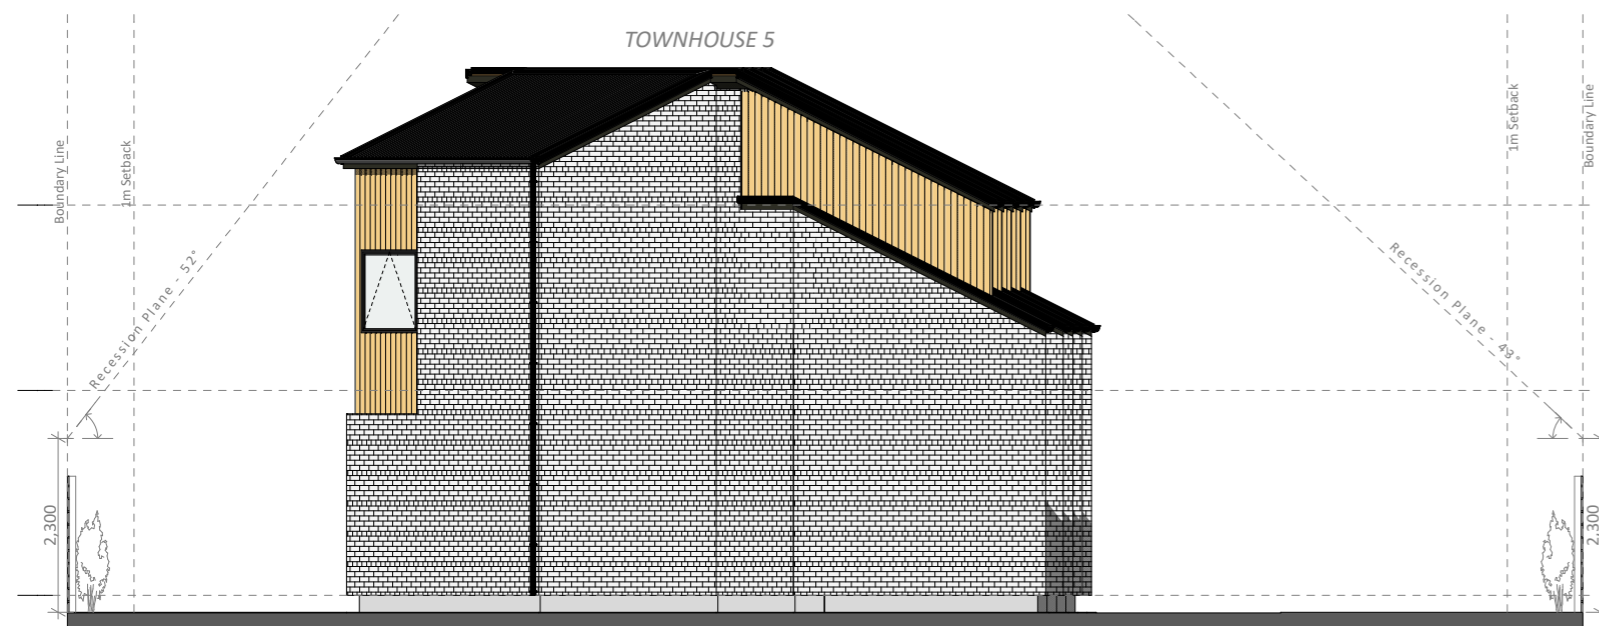 TOWNHOUSE 5
Boundary Line
1m Setback
Recession Plane - 52°
2,300
Recession Plane - 43°
1m Setback
Boundary Line
2,300